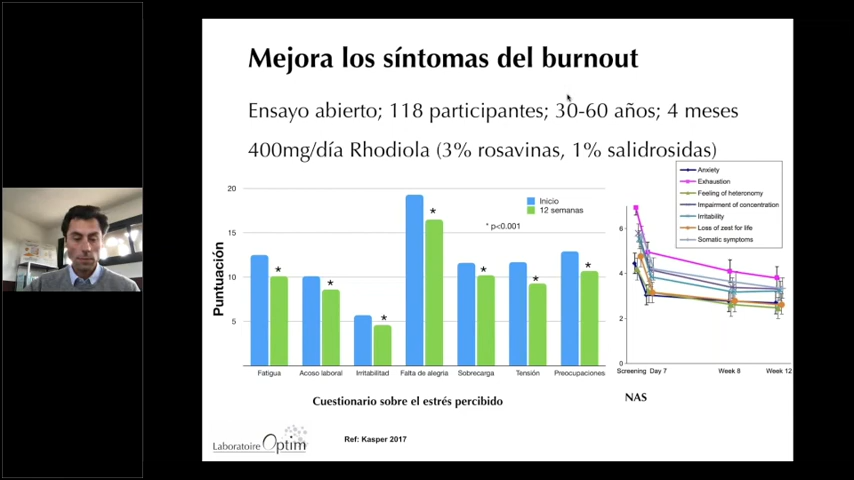 Mejora los síntomas del burnout
Ensayo abierto; 118 participantes; 30-60 años; 4 meses
400mg/día Rhodiola (3% rosavinas, 1% salidrosidas)
Puntuación
20
15
10
5
Inicio
12 semanas
* p<0.001
* * * * * * *
Fatigua
Acoso laboral
Irritabilitad
Falta de alegria
Sobrecarga
Tensión
Preocupaciones
Cuestionario sobre el estrés percibido
Anxiety
Exhaustion
Feeling of heteronomy
Impairment of concentration
Irritability
Loss of zest for life
Somatic symptoms
6
4
2
0
Screening Day 7
Week 8
Week 12
NAS
Laboratoire Optim
Ref: Kasper 2017